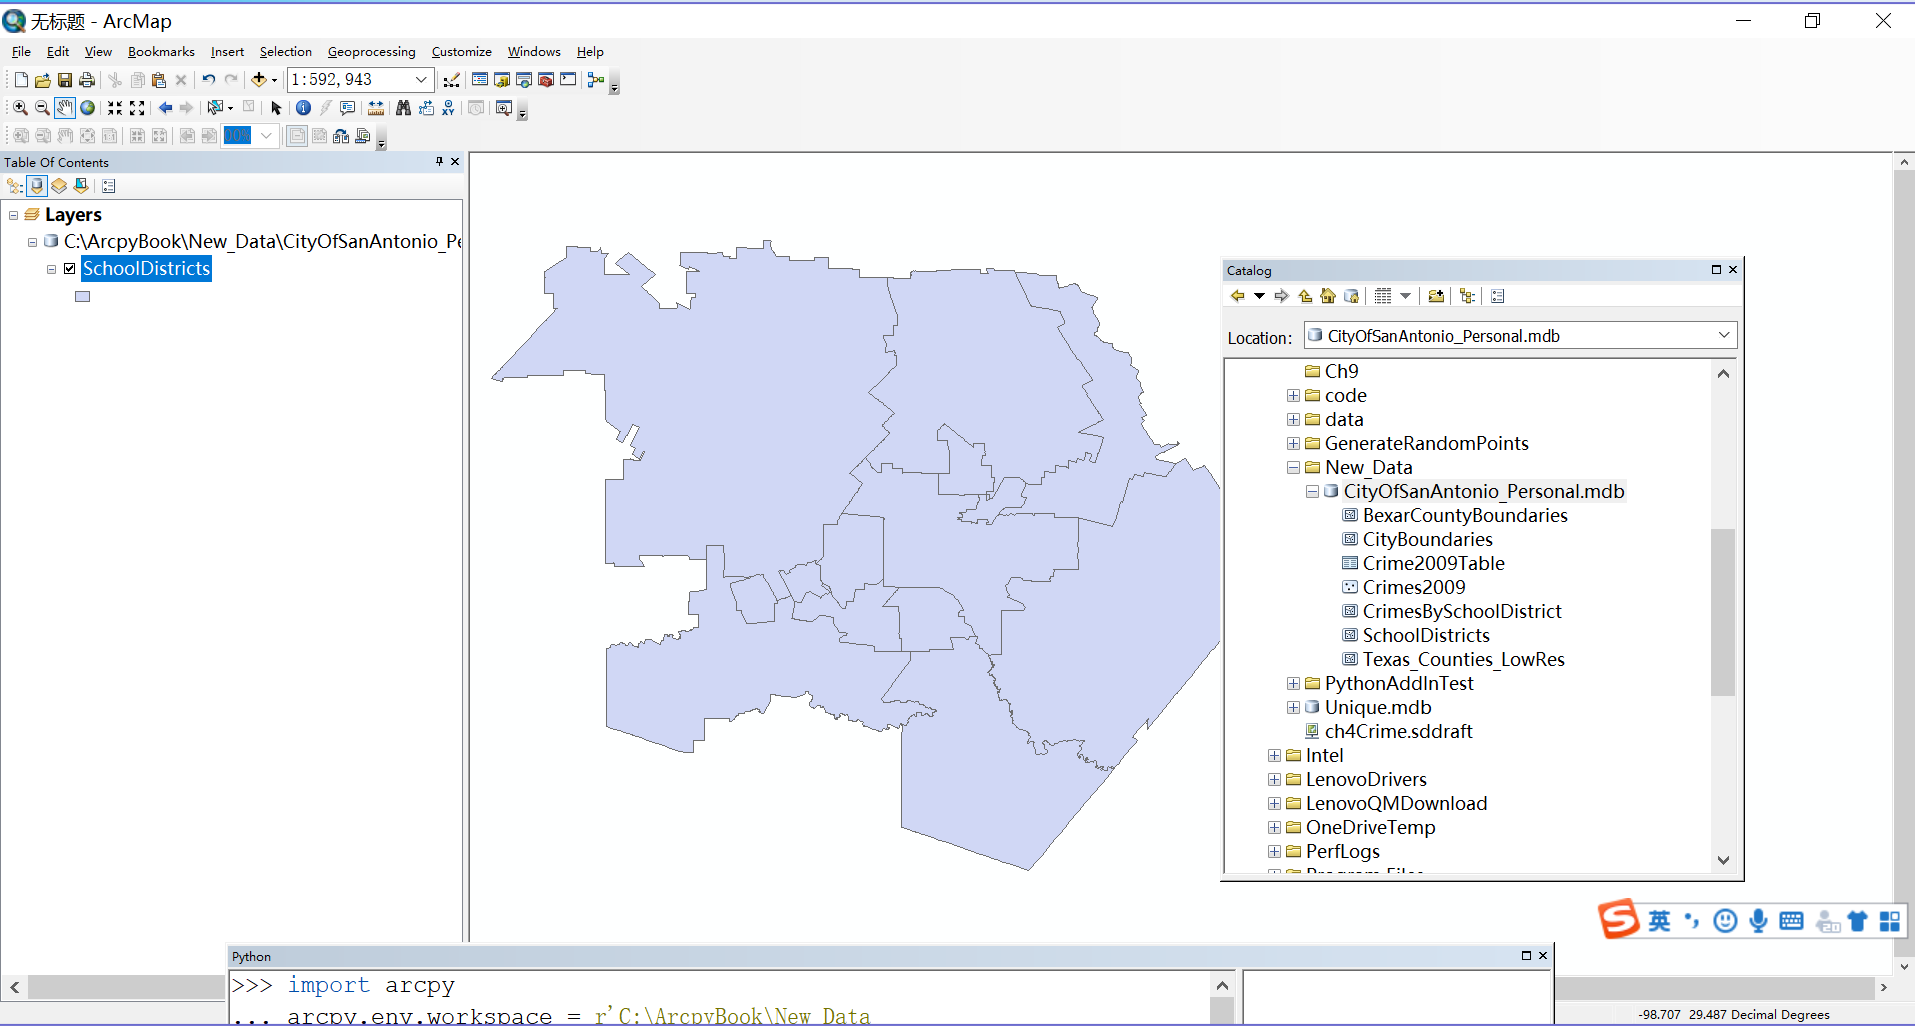 无标题 - ArcMap
File Edit View Bookmarks Insert Selection Geoprocessing Customize Windows Help
1:592,943
00%
Table Of Contents
Layers
C:\ArcpyBook\New_Data\CityOfSanAntonio_Pe
SchoolDistricts
Catalog
Location: CityOfSanAntonio_Personal.mdb
Ch9
code
data
GenerateRandomPoints
New_Data
CityOfSanAntonio_Personal.mdb
BexarCountyBoundaries
CityBoundaries
Crime2009Table
Crimes2009
CrimesBySchoolDistrict
SchoolDistricts
Texas_Counties_LowRes
PythonAddInTest
Unique.mdb
ch4Crime.sddraft
Intel
LenovoDrivers
LenovoQMDownload
OneDriveTemp
PerfLogs
Program Files
S 英
Python
>>> import arcpy
... arcpy.env.workspace = r'C:\ArcpyBook\New_Data
-98.707 29.487 Decimal Degrees